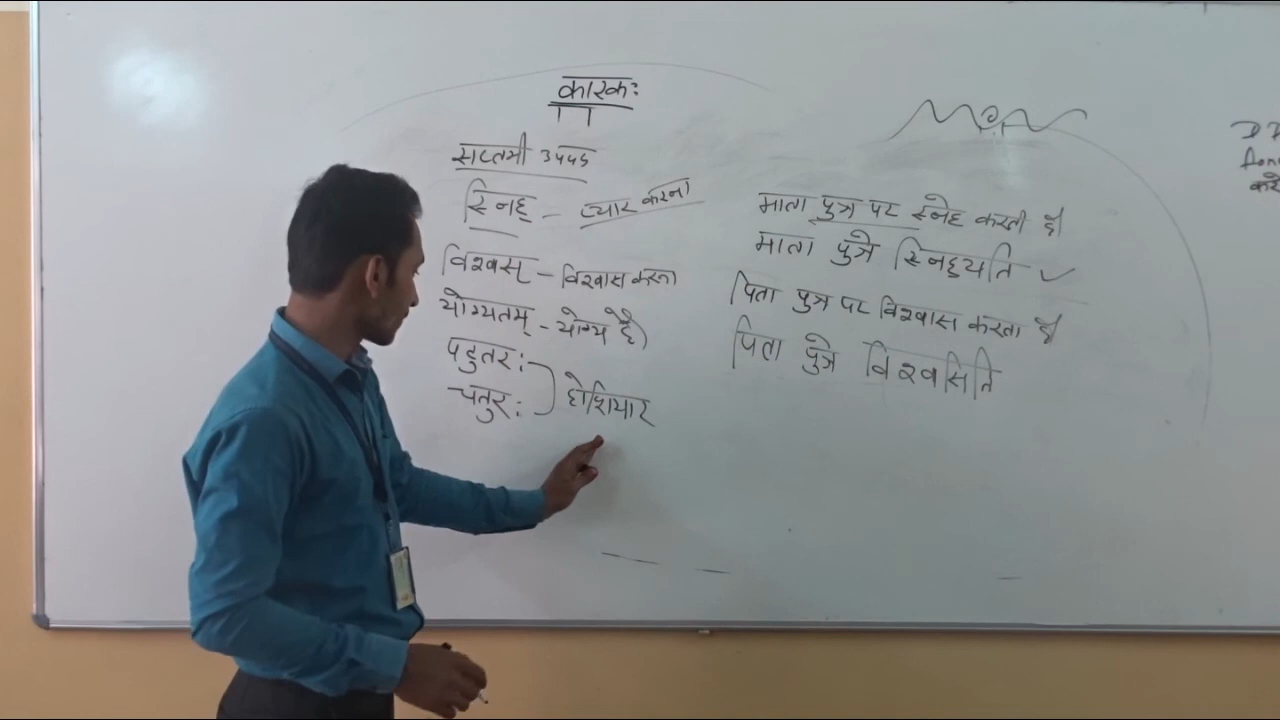 कारकः
सप्तमी उपपद
स्निह् - प्यार करना
विश्वस् - विश्वास करना
योग्यतम् - योग्य है
पटुतरः
चतुरः
होशियार
माता पुत्र पर स्नेह करती है
माता पुत्रे स्निह्यति ✓
पिता पुत्र पर विश्वास करता है
पिता पुत्रे विश्वसिति